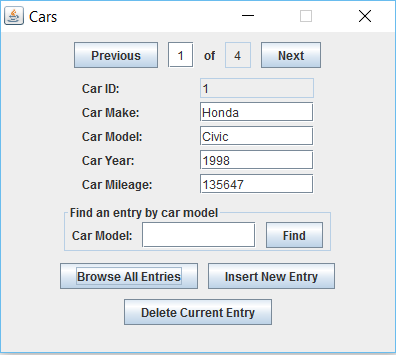 Cars
Previous 1 of 4 Next
Car ID: 1
Car Make: Honda
Car Model: Civic
Car Year: 1998
Car Mileage: 135647
Find an entry by car model
Car Model: Find
Browse All Entries Insert New Entry
Delete Current Entry